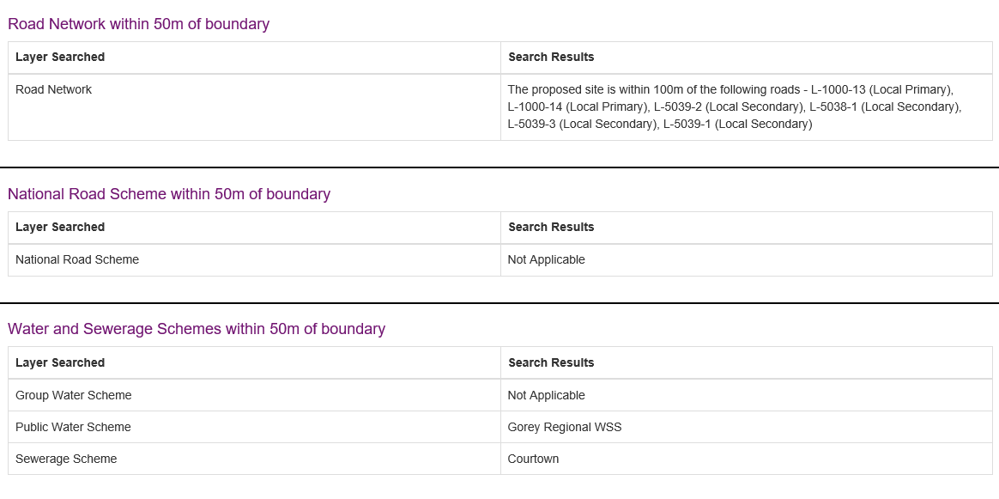 Road Network within 50m of boundary
Layer Searched Search Results
Road Network The proposed site is within 100m of the following roads - L-1000-13 (Local Primary),
L-1000-14 (Local Primary), L-5039-2 (Local Secondary), L-5038-1 (Local Secondary),
L-5039-3 (Local Secondary), L-5039-1 (Local Secondary)
National Road Scheme within 50m of boundary
Layer Searched Search Results
National Road Scheme Not Applicable
Water and Sewerage Schemes within 50m of boundary
Layer Searched Search Results
Group Water Scheme Not Applicable
Public Water Scheme Gorey Regional WSS
Sewerage Scheme Courtown